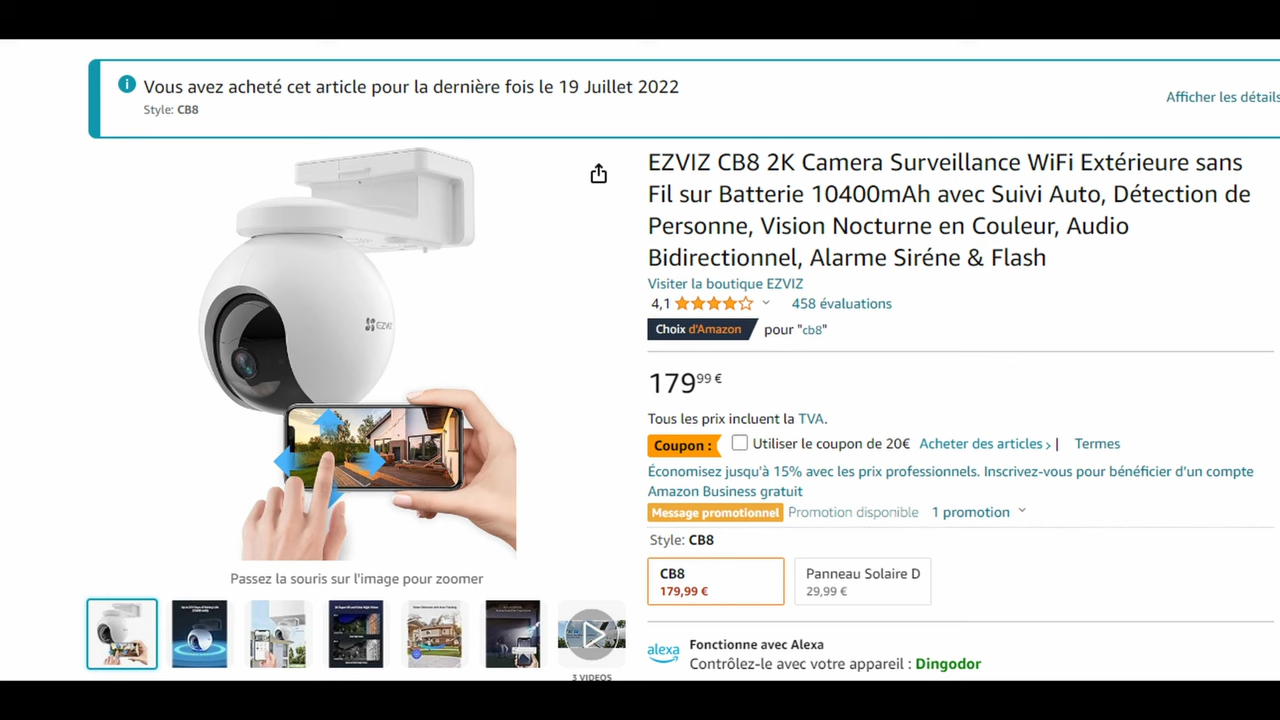 Vous avez acheté cet article pour la dernière fois le 19 Juillet 2022
Style: CB8
Afficher les détails
EZVIZ CB8 2K Camera Surveillance WiFi Extérieure sans
Fil sur Batterie 10400mAh avec Suivi Auto, Détection de
Personne, Vision Nocturne en Couleur, Audio
Bidirectionnel, Alarme Siréne & Flash
Visiter la boutique EZVIZ
4,1 458 évaluations
Choix d'Amazon pour "cb8"
EZVIZ
179,99 €
Tous les prix incluent la TVA.
Coupon : Utiliser le coupon de 20€ Acheter des articles › | Termes
Économisez jusqu'à 15% avec les prix professionnels. Inscrivez-vous pour bénéficier d'un compte
Amazon Business gratuit
Message promotionnel Promotion disponible 1 promotion
Style: CB8
CB8 Panneau Solaire D
179,99 € 29,99 €
Passez la souris sur l'image pour zoomer
3 VIDEOS
alexa
Fonctionne avec Alexa
Contrôlez-le avec votre appareil : Dingodor